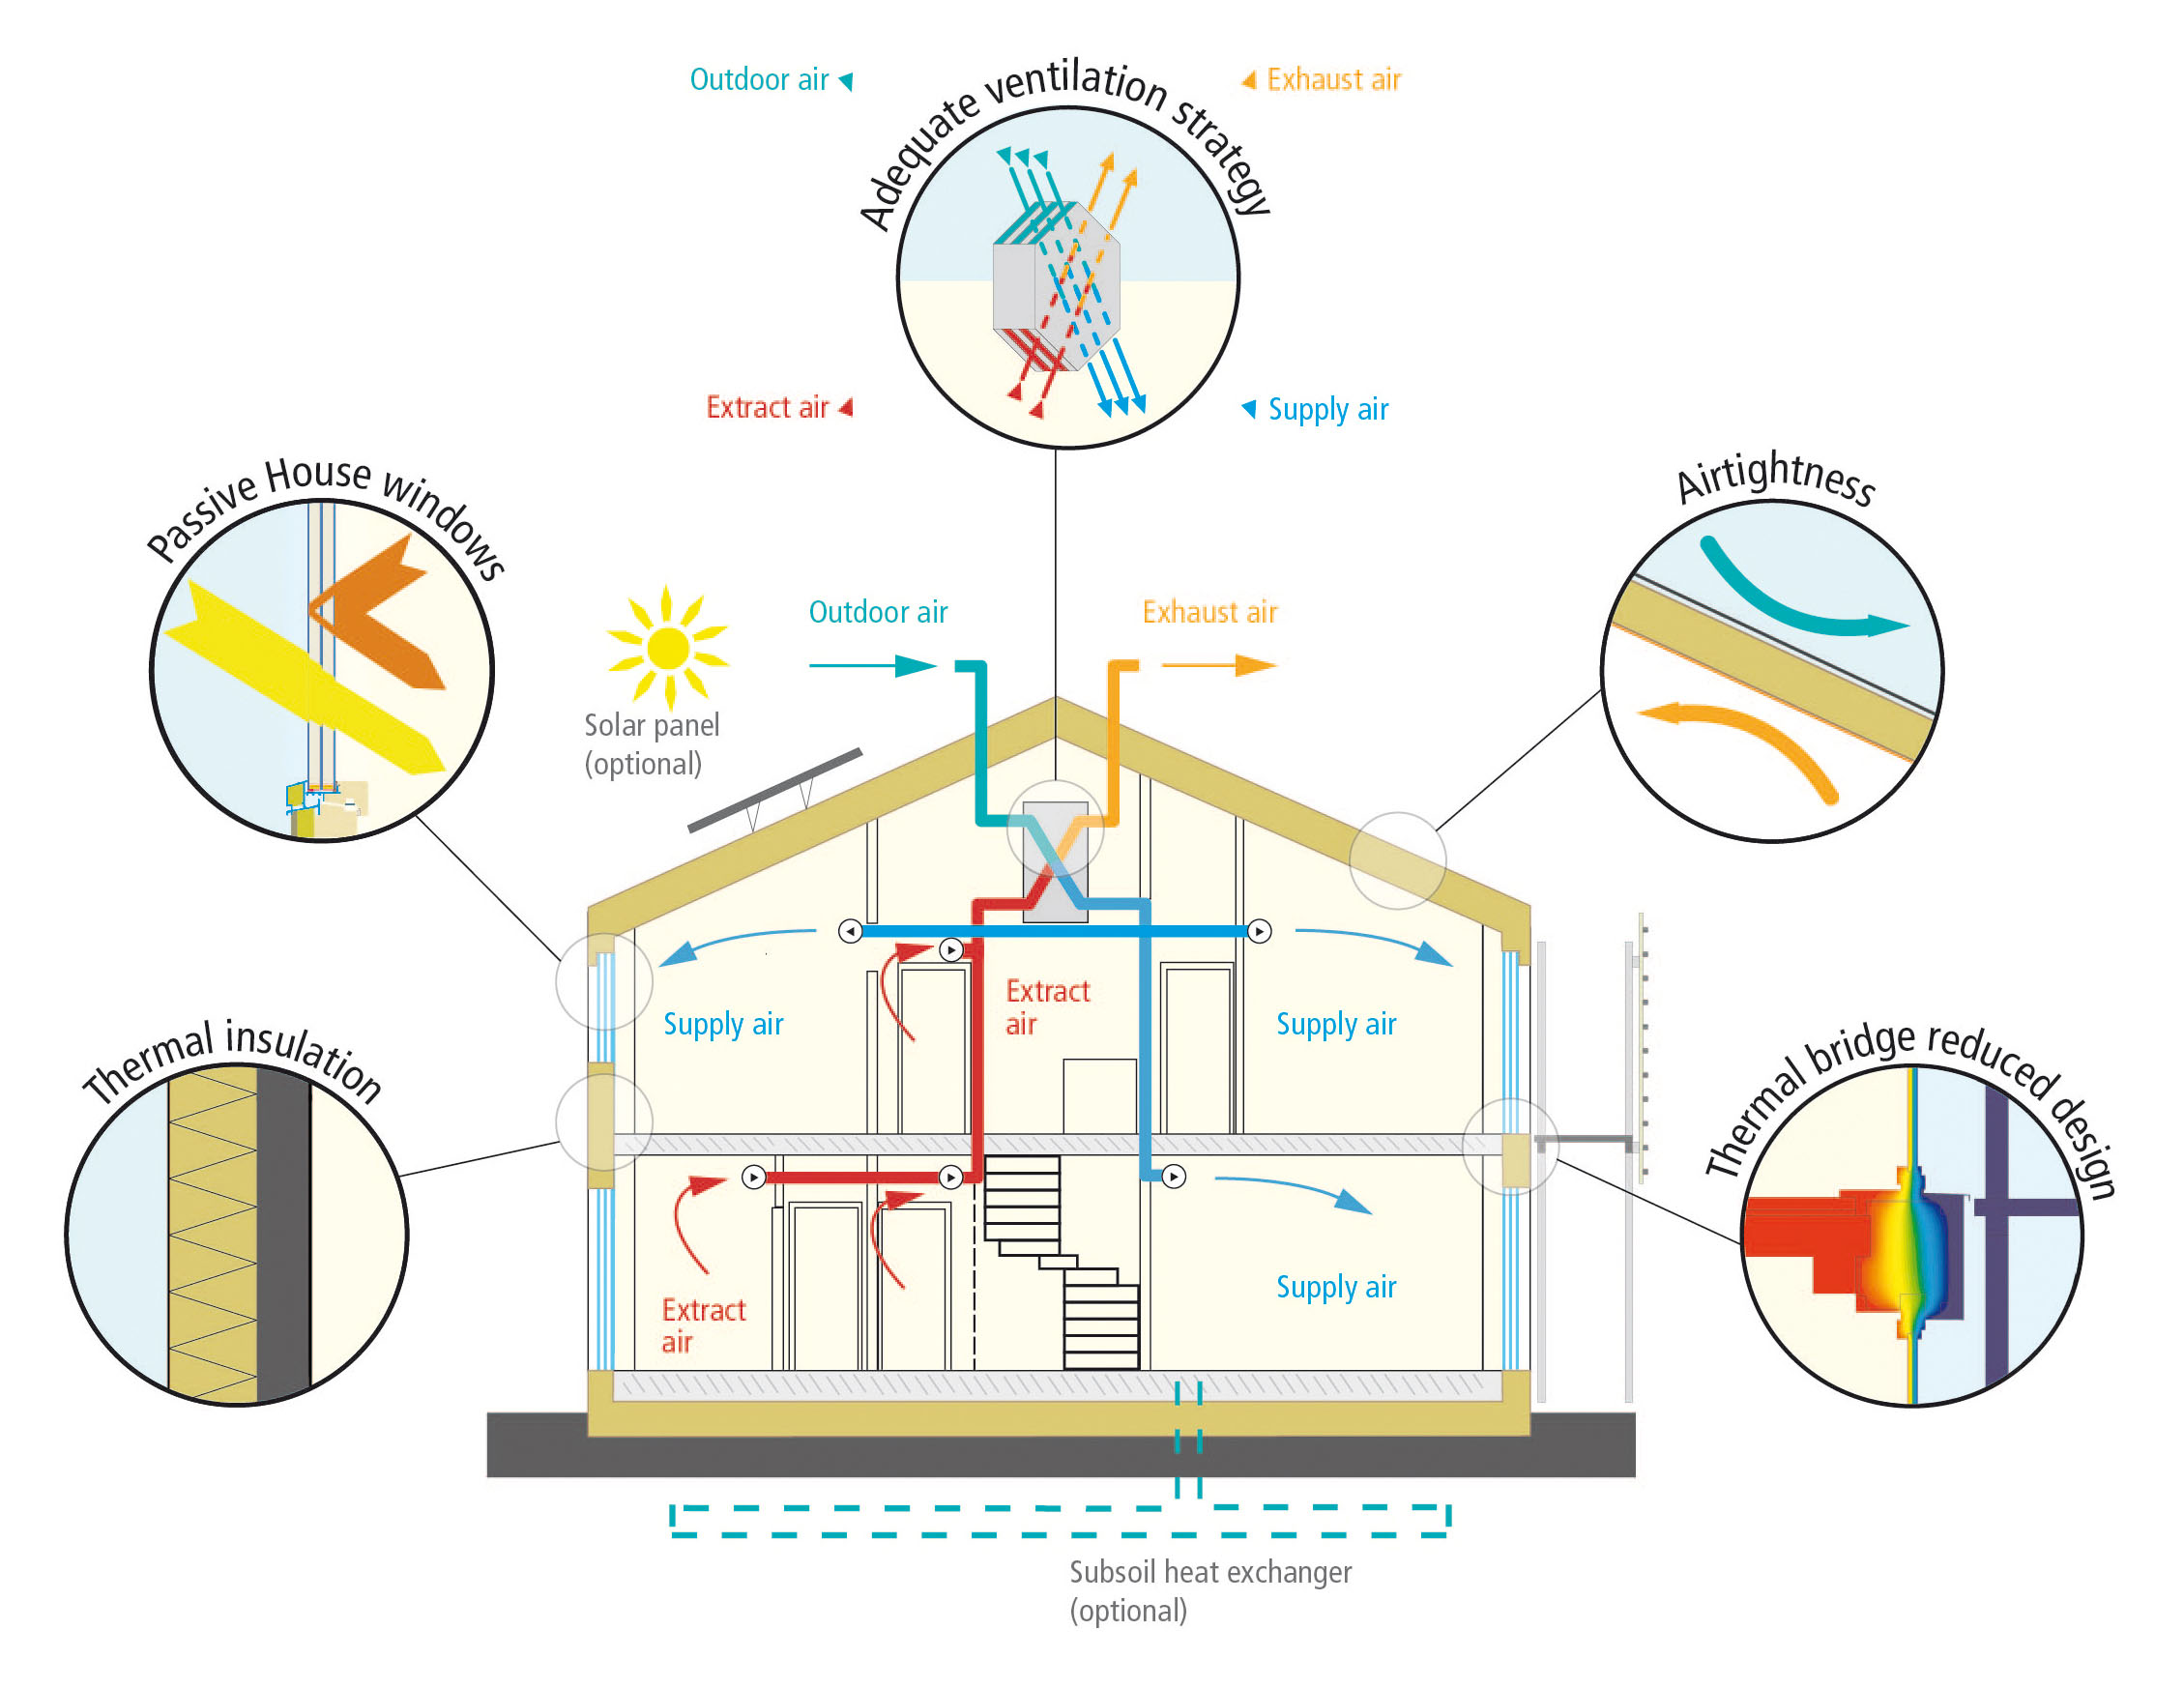 Outdoor air
Adequate ventilation strategy
Exhaust air
Extract air
Supply air
Passive House windows
Airtightness
Outdoor air
Exhaust air
Solar panel
(optional)
Supply air
Extract
air
Supply air
Thermal insulation
Thermal bridge reduced design
Extract
air
Supply air
Subsoil heat exchanger
(optional)